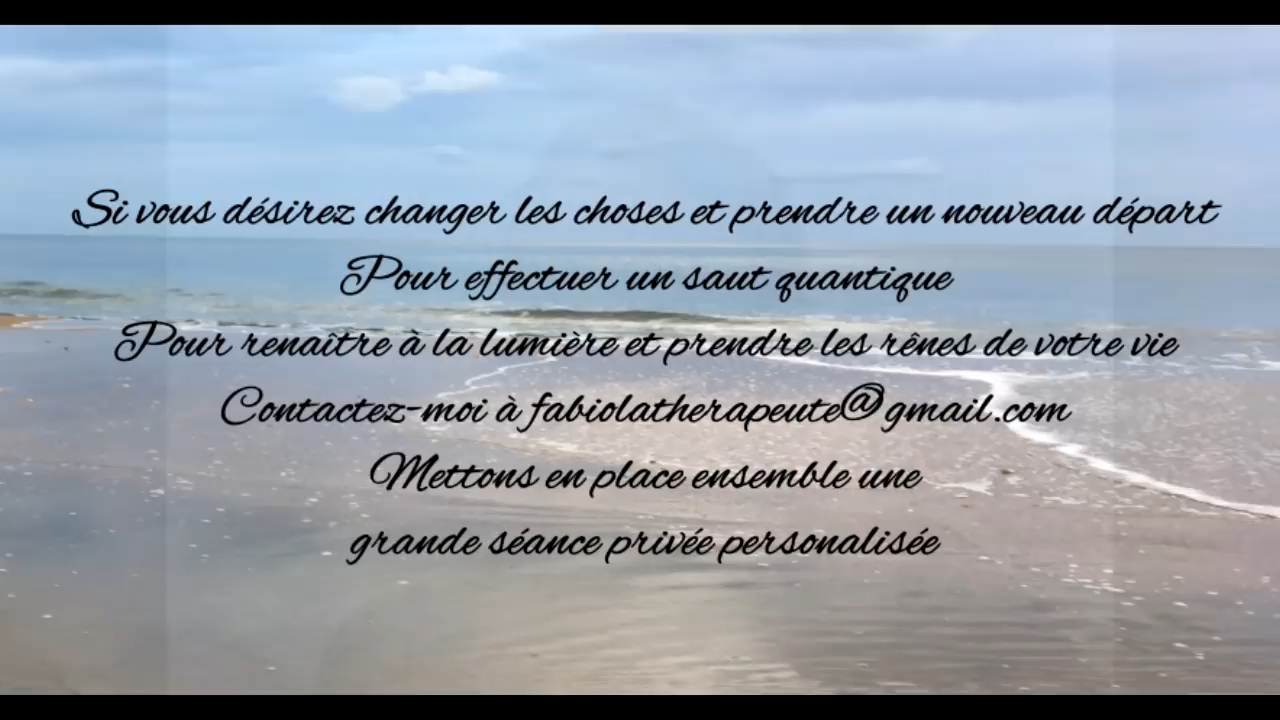 Si vous désirez changer les choses et prendre un nouveau départ
Pour effectuer un saut quantique
Pour renaître à la lumière et prendre les rênes de votre vie
Contactez-moi à fabiolatherapeute@gmail.com
Mettons en place ensemble une
grande séance privée personalisée